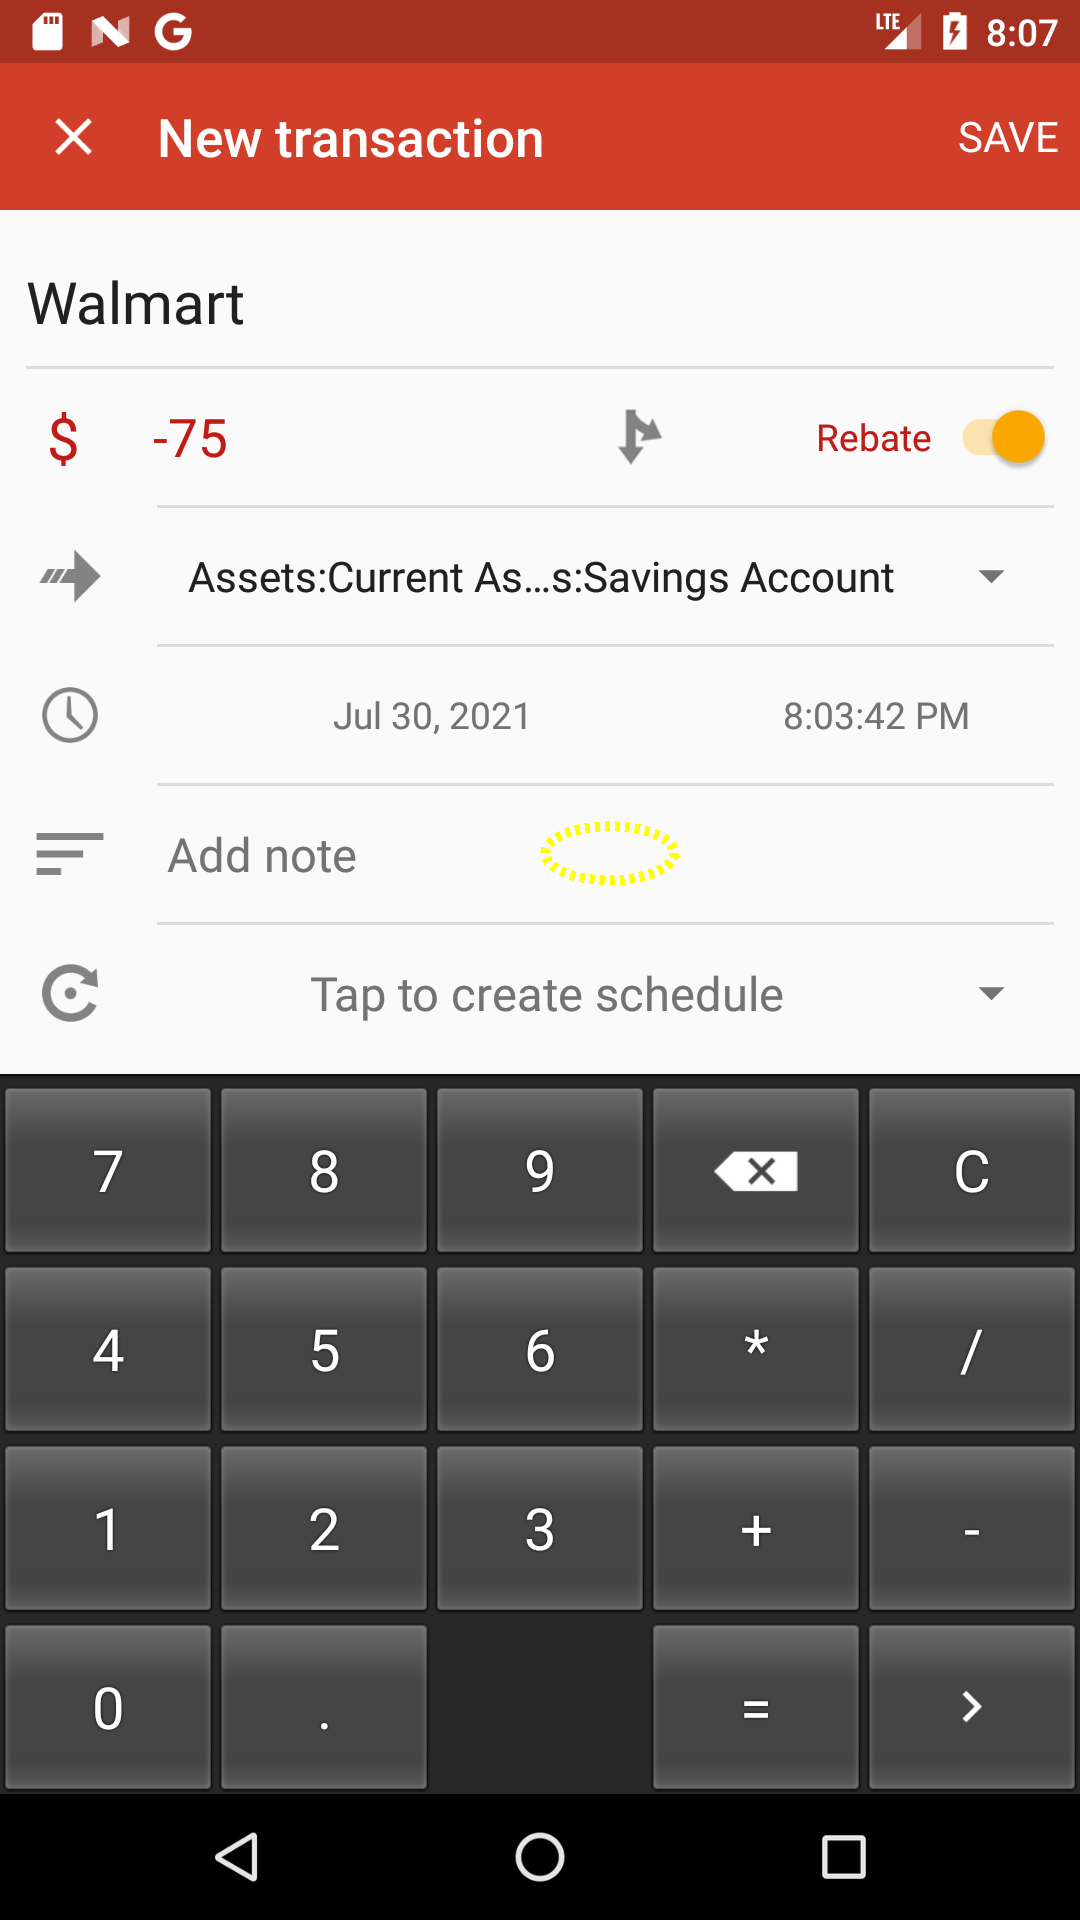 LTE 8:07
New transaction SAVE
Walmart
$ -75 Rebate
Assets:Current As...s:Savings Account
Jul 30, 2021 8:03:42 PM
Add note
Tap to create schedule
7 8 9 C
4 5 6 * /
1 2 3 + -
0 . = >